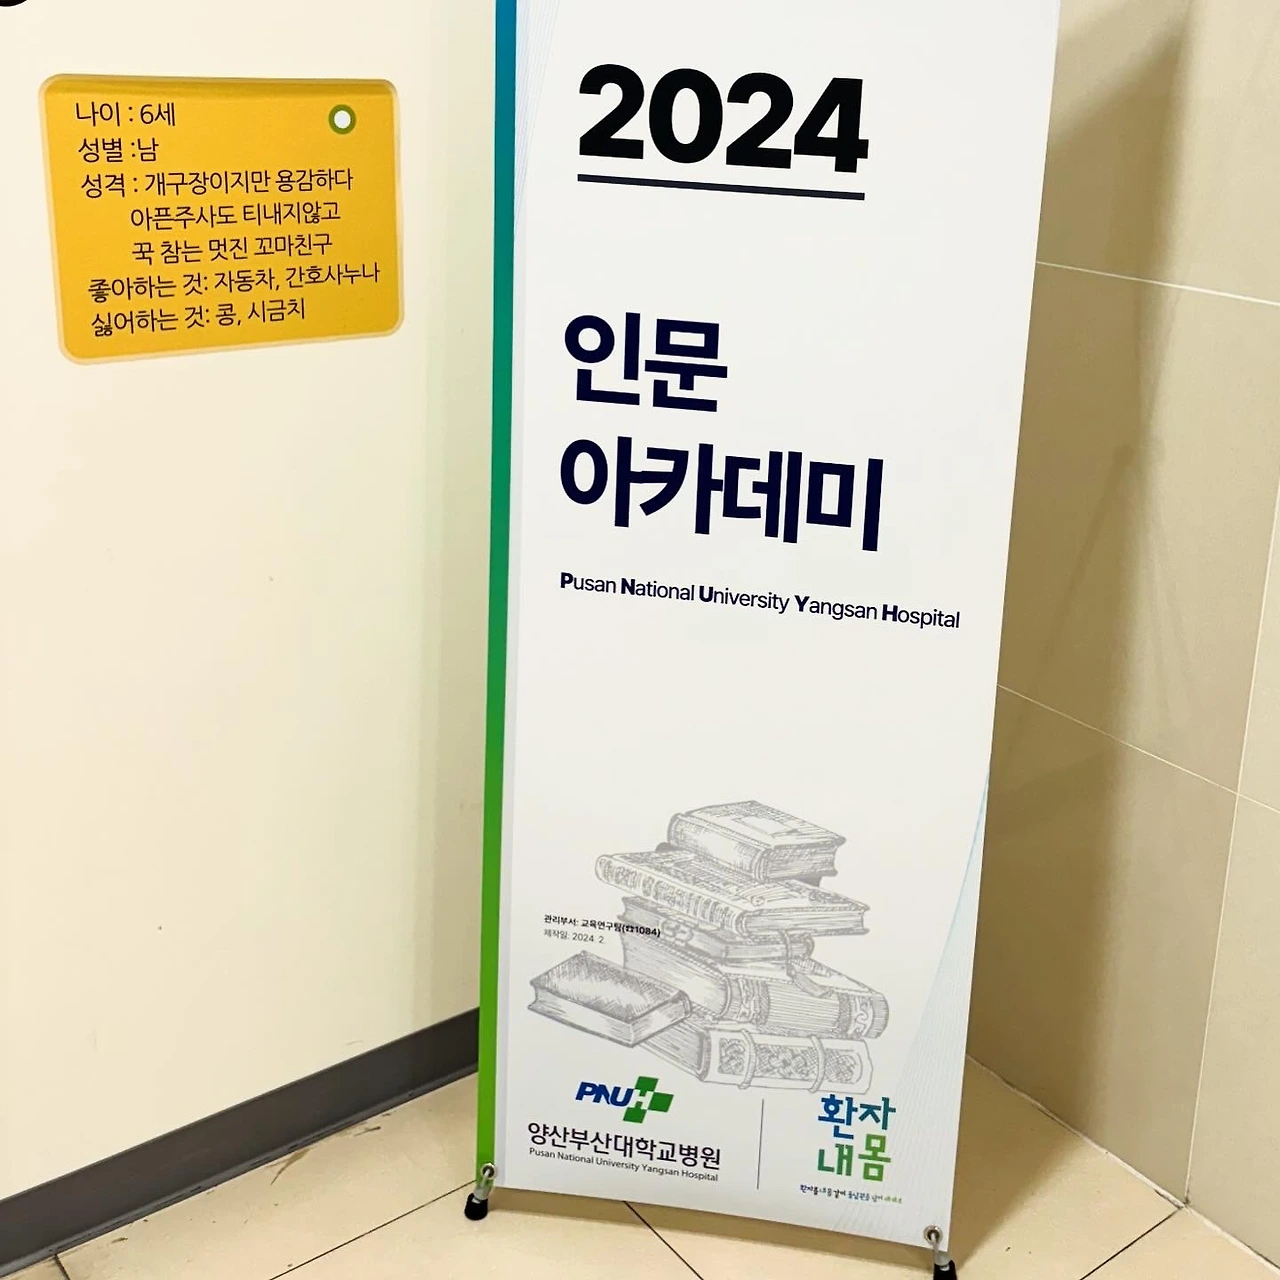 나이 : 6세
성별 :남
성격 : 개구장이지만 용감하다
아픈주사도 티내지않고
꾹 참는 멋진 꼬마친구
좋아하는 것: 자동차, 간호사누나
싫어하는 것: 콩, 시금치
2024
인문
아카데미
Pusan National University Yangsan Hospital
관리부서: 교육연구팀(☎1084)
제작일: 2024. 2.
PNUH
양산부산대학교병원
Pusan National University Yangsan Hospital
환자
내몸